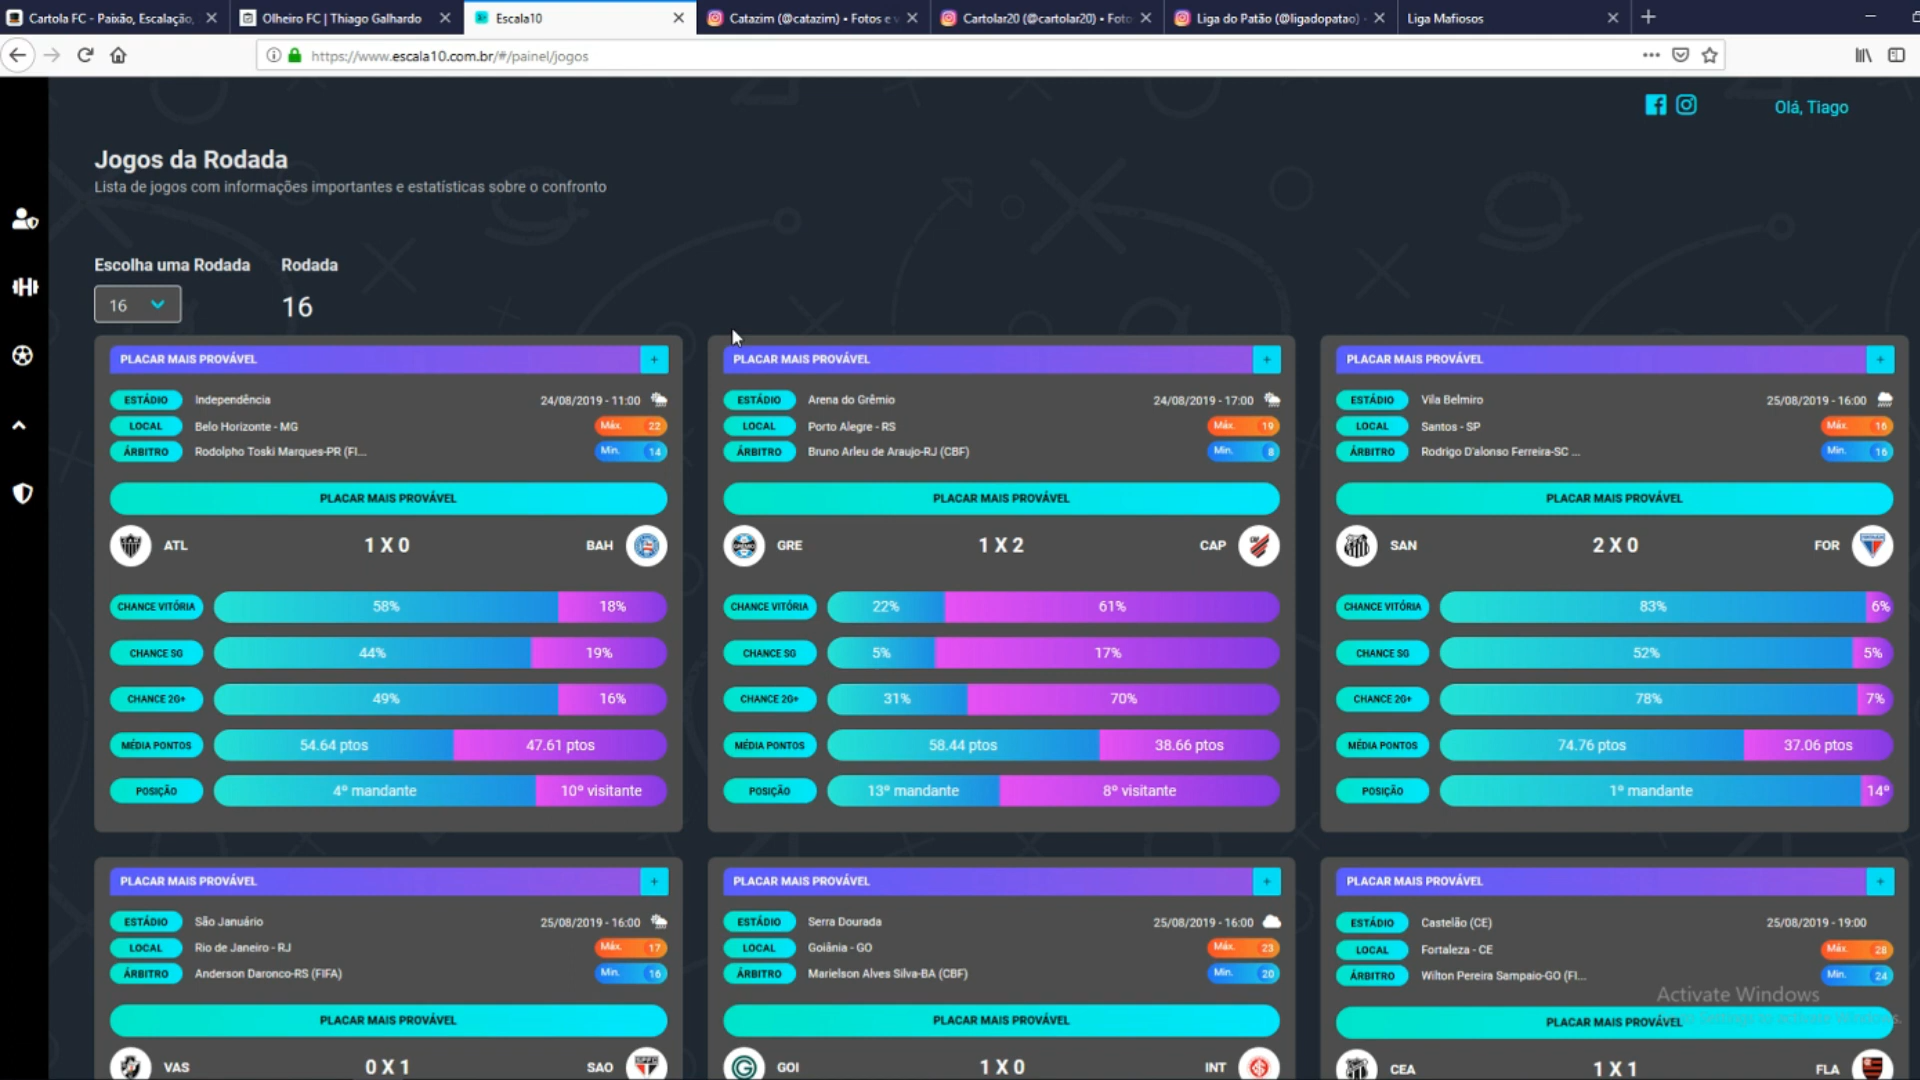 Cartola FC - Paixão, Escalação,
Olheiro FC | Thiago Galhardo
Escala10
Catazim (@catazim) • Fotos e v
Cartolar20 (@cartolar20) • Foto
Liga do Patão (@ligadopatao) -
Liga Mafiosos
https://www.escala10.com.br/#/painel/jogos
Olá, Tiago
Jogos da Rodada
Lista de jogos com informações importantes e estatísticas sobre o confronto
Escolha uma Rodada Rodada
16 16
PLACAR MAIS PROVÁVEL +
ESTÁDIO Independência 24/08/2019 - 11:00
LOCAL Belo Horizonte - MG Máx. 22
ÁRBITRO Rodolpho Toski Marques-PR (FI... Min. 14
PLACAR MAIS PROVÁVEL
ATL 1 X 0 BAH
CHANCE VITÓRIA 58% 18%
CHANCE SG 44% 19%
CHANCE 2G+ 49% 16%
MÉDIA PONTOS 54.64 ptos 47.61 ptos
POSIÇÃO 4º mandante 10º visitante
PLACAR MAIS PROVÁVEL +
ESTÁDIO Arena do Grêmio 24/08/2019 - 17:00
LOCAL Porto Alegre - RS Máx. 19
ÁRBITRO Bruno Arleu de Araujo-RJ (CBF) Min. 8
PLACAR MAIS PROVÁVEL
GRE 1 X 2 CAP
CHANCE VITÓRIA 22% 61%
CHANCE SG 5% 17%
CHANCE 2G+ 31% 70%
MÉDIA PONTOS 58.44 ptos 38.66 ptos
POSIÇÃO 13º mandante 8º visitante
PLACAR MAIS PROVÁVEL +
ESTÁDIO Vila Belmiro 25/08/2019 - 16:00
LOCAL Santos - SP Máx. 16
ÁRBITRO Rodrigo D'alonso Ferreira-SC ... Min. 16
PLACAR MAIS PROVÁVEL
SAN 2 X 0 FOR
CHANCE VITÓRIA 83% 6%
CHANCE SG 52% 5%
CHANCE 2G+ 78% 7%
MÉDIA PONTOS 74.76 ptos 37.06 ptos
POSIÇÃO 1º mandante 14º
PLACAR MAIS PROVÁVEL +
ESTÁDIO São Januário 25/08/2019 - 16:00
LOCAL Rio de Janeiro - RJ Máx. 17
ÁRBITRO Anderson Daronco-RS (FIFA) Min. 16
PLACAR MAIS PROVÁVEL
VAS 0 X 1 SAO
PLACAR MAIS PROVÁVEL +
ESTÁDIO Serra Dourada 25/08/2019 - 16:00
LOCAL Goiânia - GO Máx. 23
ÁRBITRO Marielson Alves Silva-BA (CBF) Min. 20
PLACAR MAIS PROVÁVEL
GOI 1 X 0 INT
PLACAR MAIS PROVÁVEL +
ESTÁDIO Castelão (CE) 25/08/2019 - 19:00
LOCAL Fortaleza - CE Máx. 28
ÁRBITRO Wilton Pereira Sampaio-GO (FI... Min. 24
Activate Windows
PLACAR MAIS PROVÁVEL
CEA 1 X 1 FLA